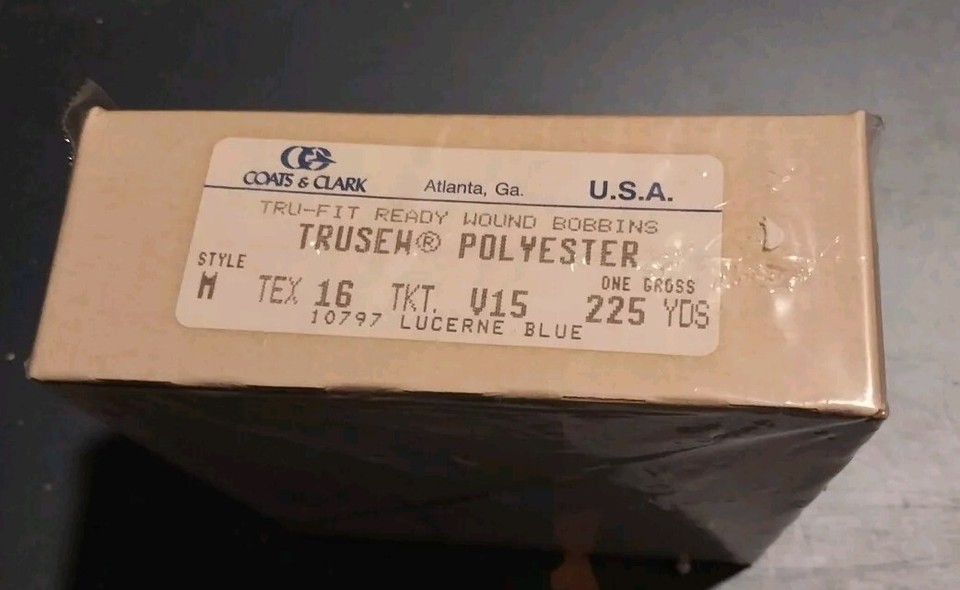 COATS & CLARK Atlanta, Ga. U.S.A.
TRU-FIT READY WOUND BOBBINS
TRUSEW® POLYESTER
STYLE ONE GROSS
M TEX 16 TKT. V15 225 YDS
10797 LUCERNE BLUE